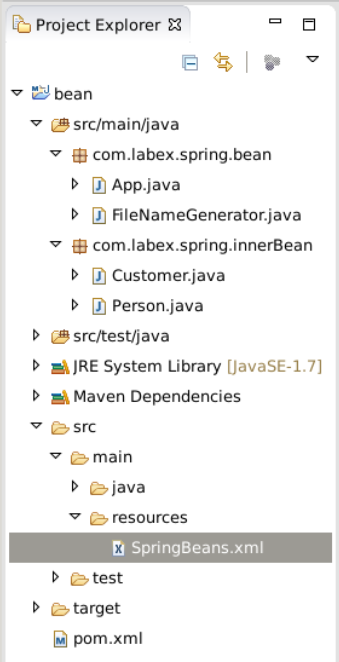 Project Explorer
bean
src/main/java
com.labex.spring.bean
App.java
FileNameGenerator.java
com.labex.spring.innerBean
Customer.java
Person.java
src/test/java
JRE System Library [JavaSE-1.7]
Maven Dependencies
src
main
java
resources
SpringBeans.xml
test
target
pom.xml